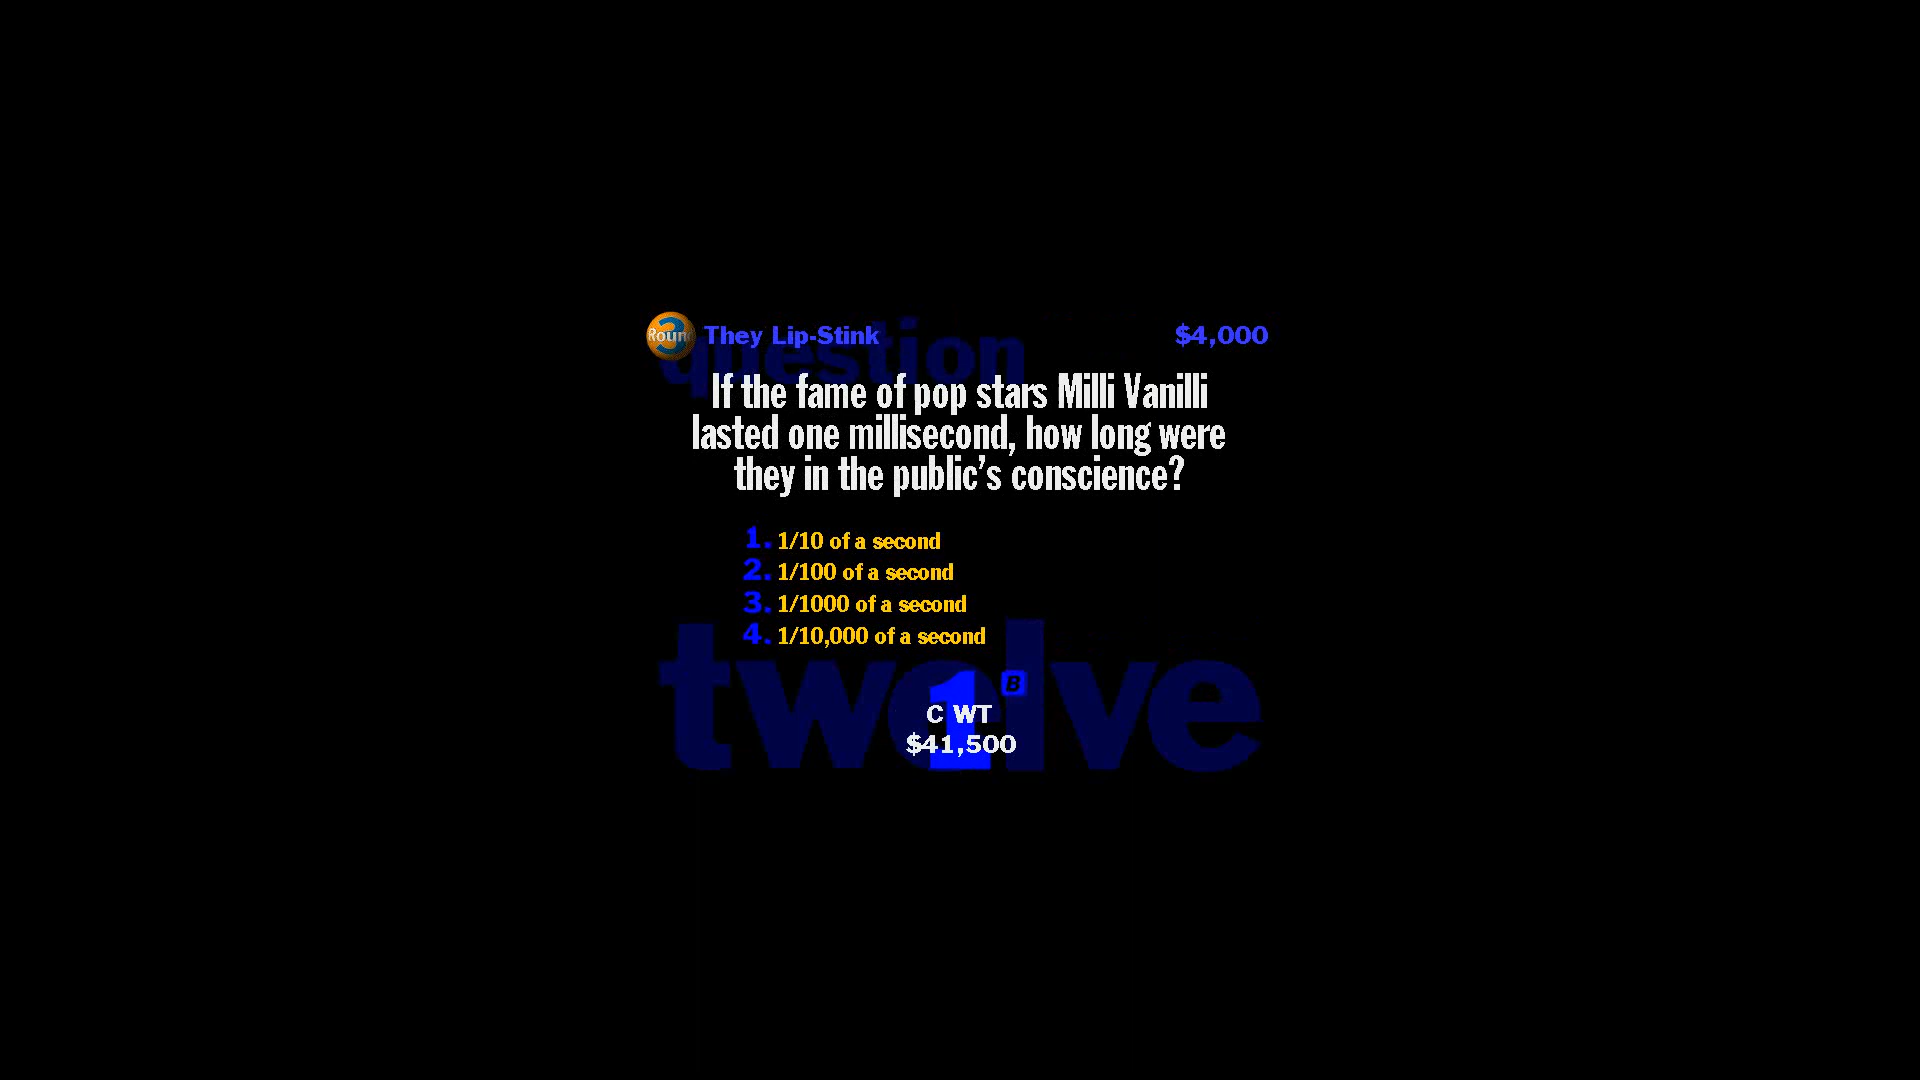 Round 3 They Lip-Stink $4,000
question
If the fame of pop stars Milli Vanilli
lasted one millisecond, how long were
they in the public's conscience?
1. 1/10 of a second
2. 1/100 of a second
3. 1/1000 of a second
4. 1/10,000 of a second
twelve
1 B
C WT
$41,500